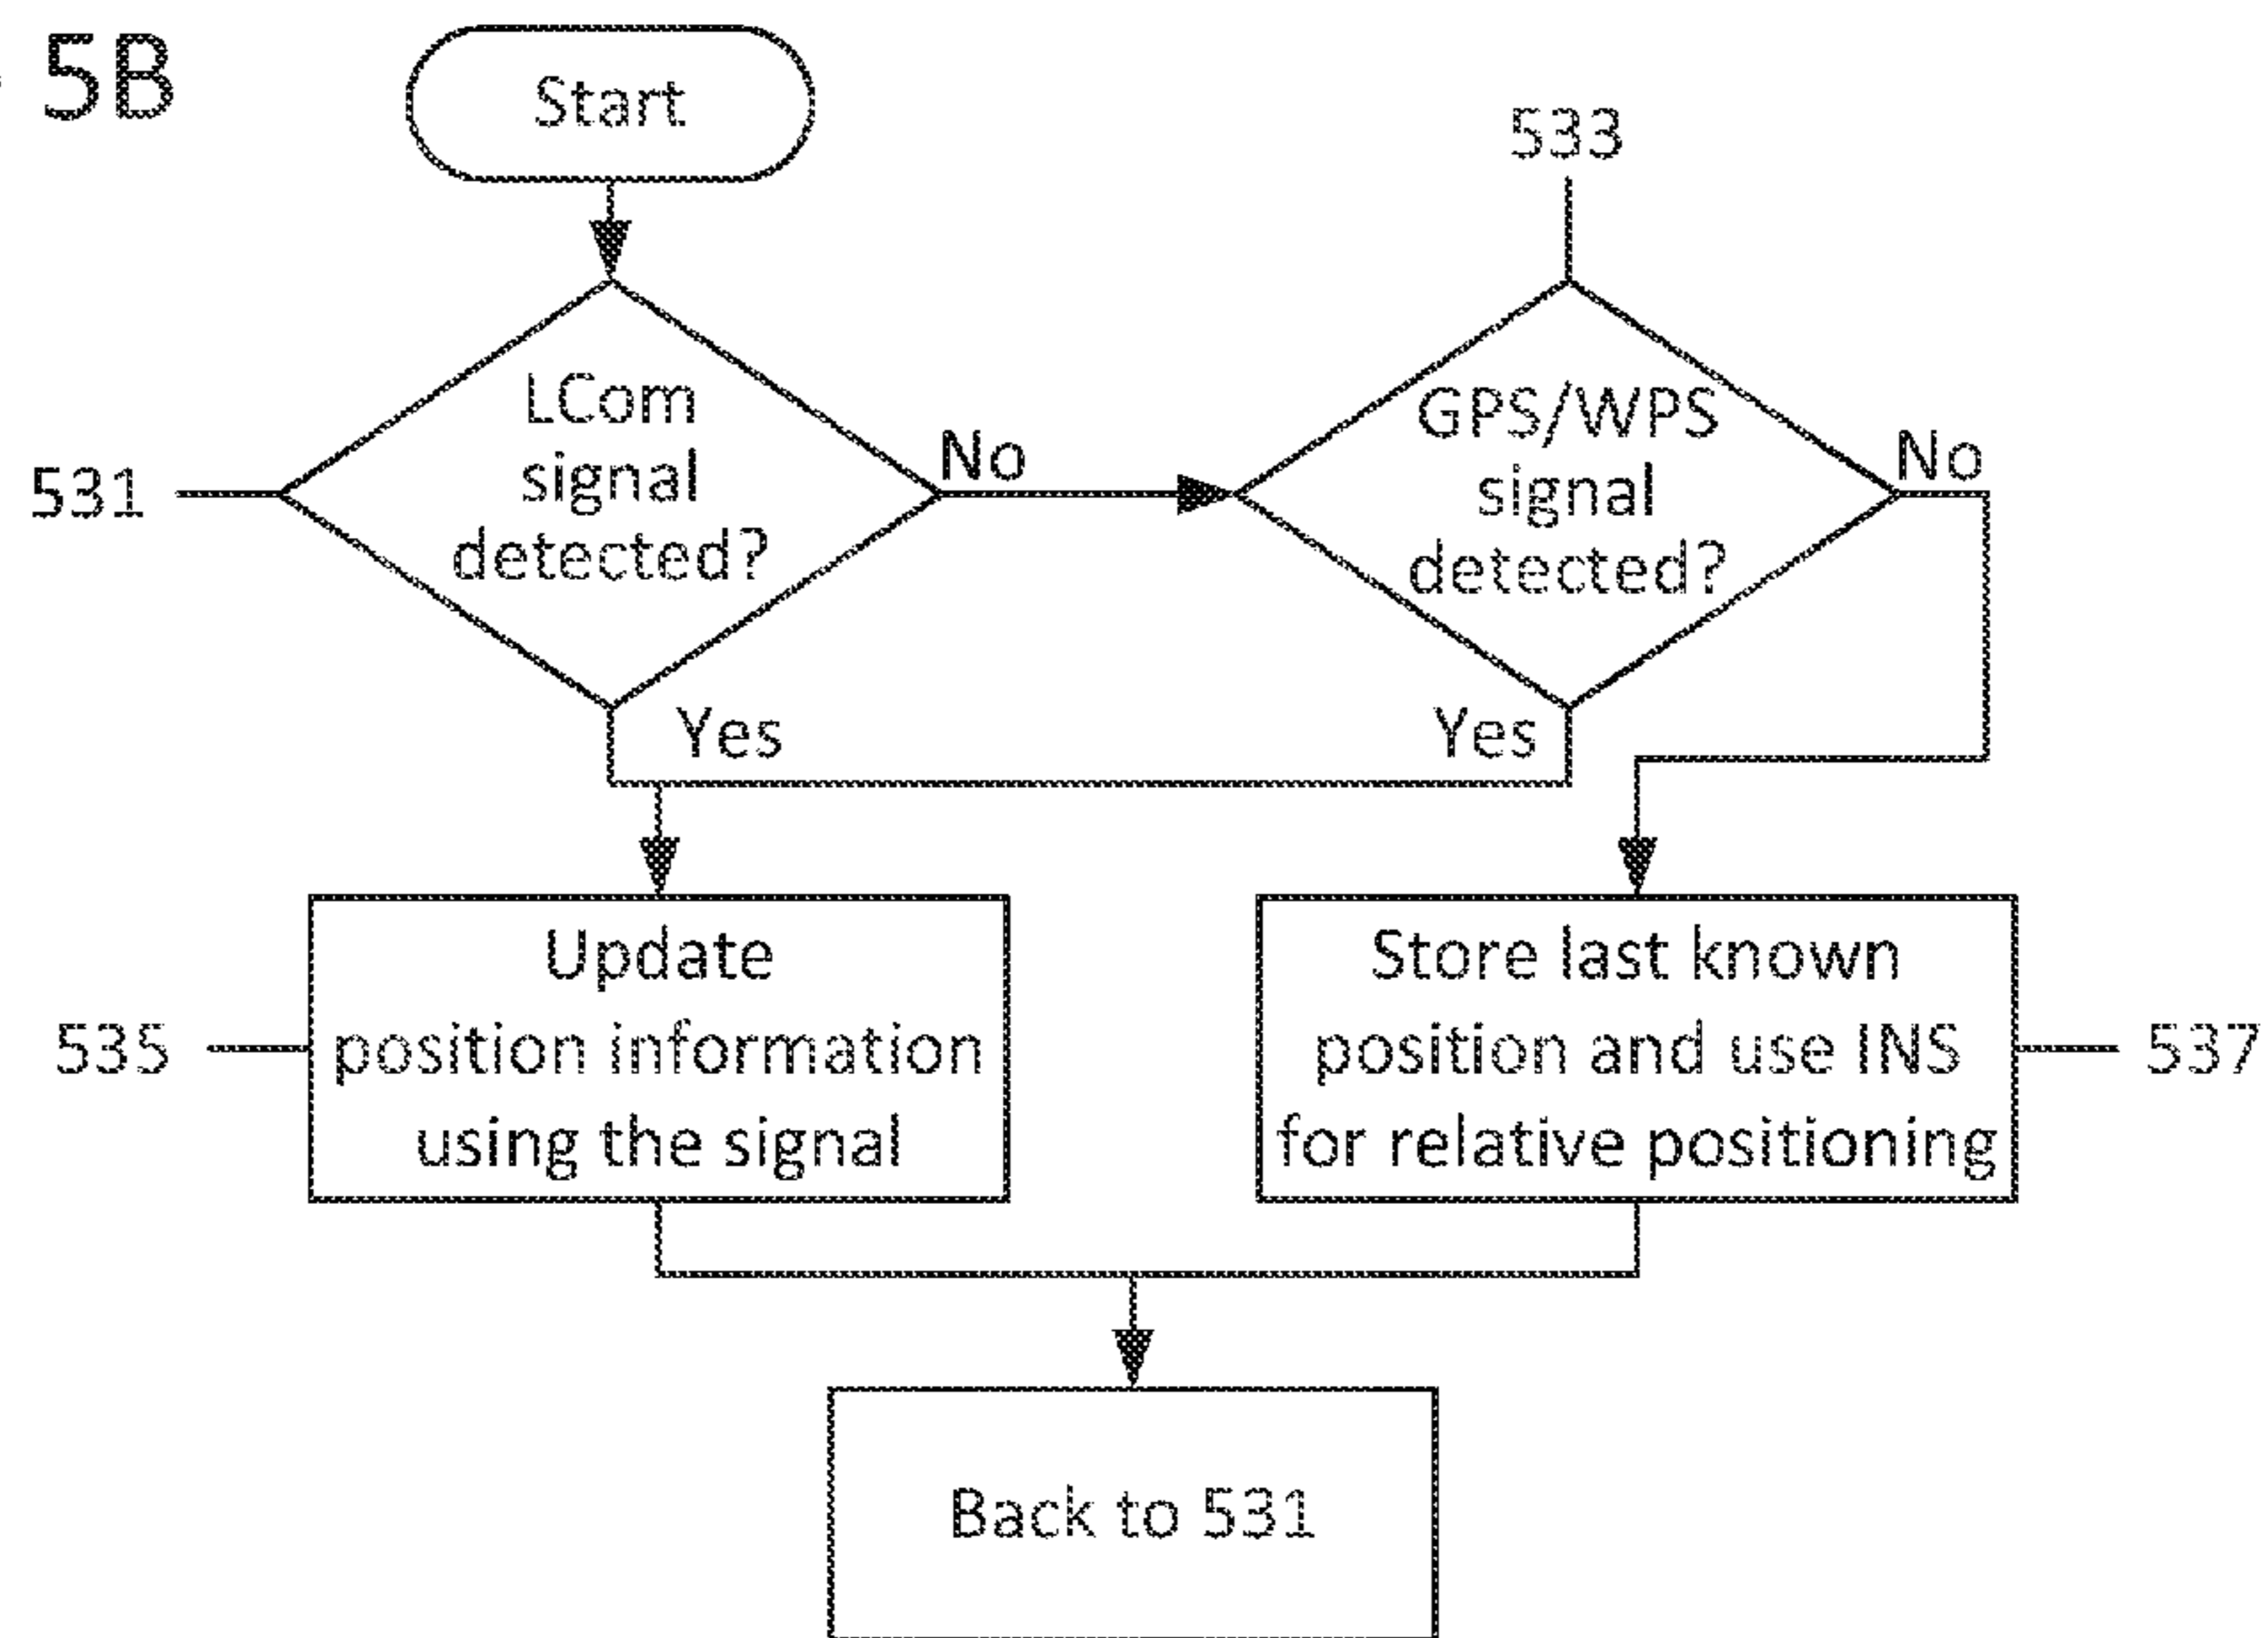 5B
Start
533
LCom
signal
detected?
No
GPS/WPS
signal
detected?
No
531
Yes
Yes
Update
position information
using the signal
535
Store last known
position and use INS
for relative positioning
537
Back to 531